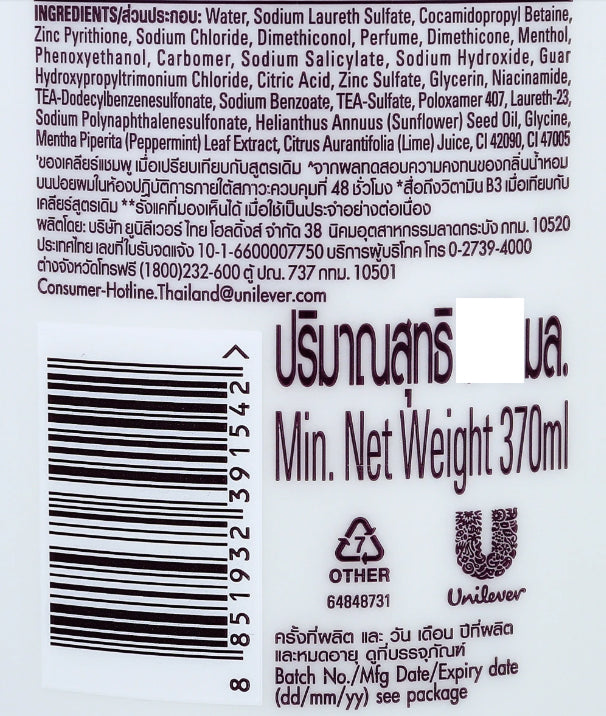 INGREDIENTS/ส่วนประกอบ: Water, Sodium Laureth Sulfate, Cocamidopropyl Betaine,
Zinc Pyrithione, Sodium Chloride, Dimethiconol, Perfume, Dimethicone, Menthol,
Phenoxyethanol, Carbomer, Sodium Salicylate, Sodium Hydroxide, Guar
Hydroxypropyltrimonium Chloride, Citric Acid, Zinc Sulfate, Glycerin, Niacinamide,
TEA-Dodecylbenzenesulfonate, Sodium Benzoate, TEA-Sulfate, Poloxamer 407, Laureth-23,
Sodium Polynaphthalenesulfonate, Helianthus Annuus (Sunflower) Seed Oil, Glycine,
Mentha Piperita (Peppermint) Leaf Extract, Citrus Aurantifolia (Lime) Juice, CI 42090, CI 47005
'ของเคลียร์แชมพู เมื่อเปรียบเทียบกับสูตรเดิม ^จากผลทดสอบความคงทนของกลิ่นน้ำหอม
บนปอยผมในห้องปฏิบัติการภายใต้สภาวะควบคุมที่ 48 ชั่วโมง *สื่อถึงวิตามิน B3 เมื่อเทียบกับ
เคลียร์สูตรเดิม **รังแคที่มองเห็นได้ เมื่อใช้เป็นประจำอย่างต่อเนื่อง
ผลิตโดย: บริษัท ยูนิลีเวอร์ ไทย โฮลดิ้งส์ จำกัด 38 นิคมอุตสาหกรรมลาดกระบัง กทม. 10520
ประเทศไทย เลขที่ใบรับจดแจ้ง 10-1-6600007750 บริการผู้บริโภค โทร 0-2739-4000
ต่างจังหวัดโทรฟรี (1800)232-600 ตู้ ปณ. 737 กทม. 10501
Consumer-Hotline.Thailand@unilever.com
ปริมาณสุทธิ มล.
Min. Net Weight 370ml
8 851932 391542 >
7
OTHER
64848731
Unilever
ครั้งที่ผลิต และ วัน เดือน ปีที่ผลิต
และหมดอายุ ดูที่บรรจุภัณฑ์
Batch No./Mfg Date/Expiry date
(dd/mm/yy) see package